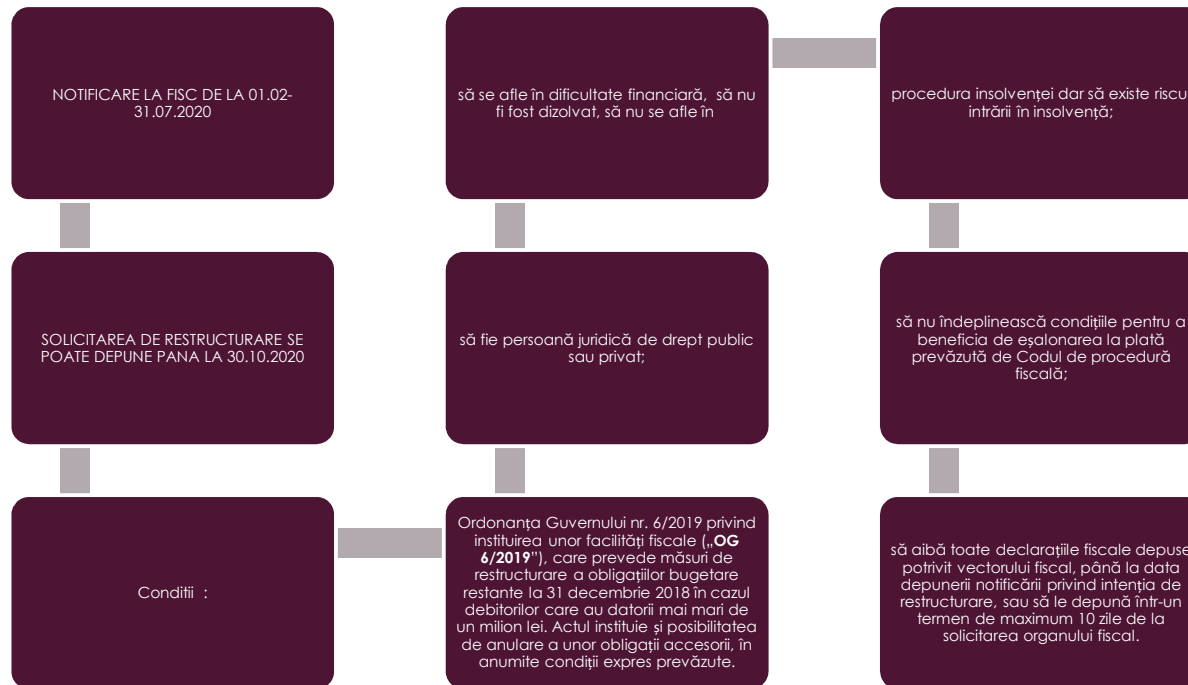 NOTIFICARE LA FISC DE LA 01.02-
31.07.2020
SOLICITAREA DE RESTRUCTURARE SE
POATE DEPUNE PANA LA 30.10.2020
Conditii :
Ordonanța Guvernului nr. 6/2019 privind
instituirea unor facilități fiscale („OG
6/2019”), care prevede măsuri de
restructurare a obligațiilor bugetare
restante la 31 decembrie 2018 în cazul
debitorilor care au datorii mai mari de
un milion lei. Actul instituie și posibilitatea
de anulare a unor obligații accesorii, în
anumite condiții expres prevăzute.
să fie persoană juridică de drept public
sau privat;
să se afle în dificultate financiară, să nu
fi fost dizolvat, să nu se afle în
procedura insolvenței dar să existe riscu
intrării în insolvență;
să nu îndeplinească condițiile pentru a
beneficia de eșalonarea la plată
prevăzută de Codul de procedură
fiscală;
să aibă toate declarațiile fiscale depuse
potrivit vectorului fiscal, până la data
depunerii notificării privind intenția de
restructurare, sau să le depună într-un
termen de maximum 10 zile de la
solicitarea organului fiscal.